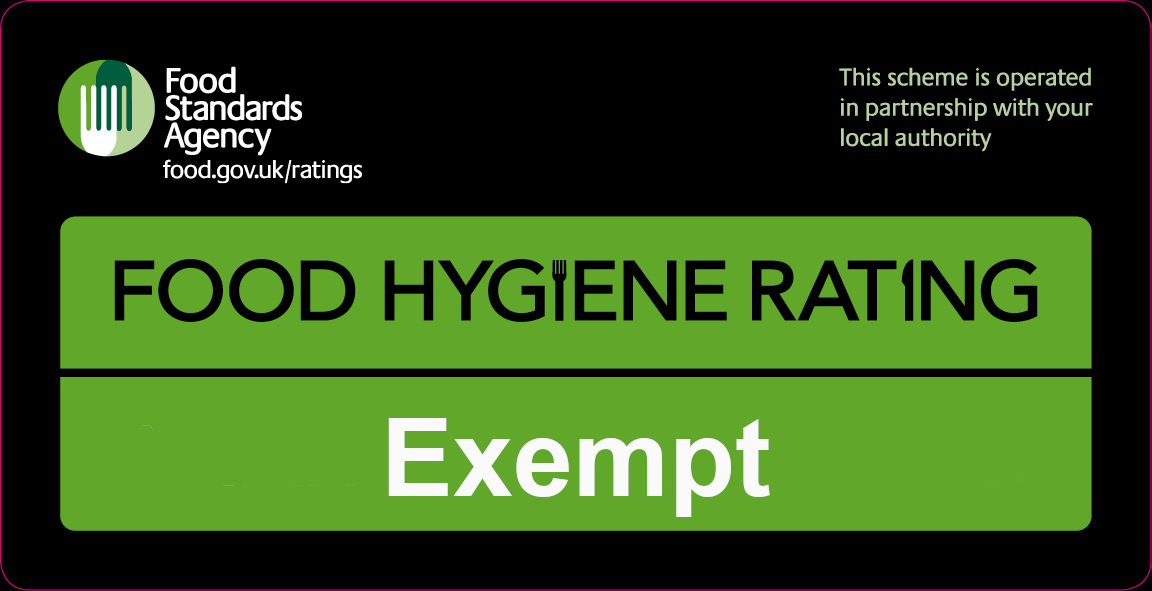 Food
Standards
Agency
food.gov.uk/ratings
This scheme is operated
in partnership with your
local authority
FOOD HYGIENE RATING
Exempt